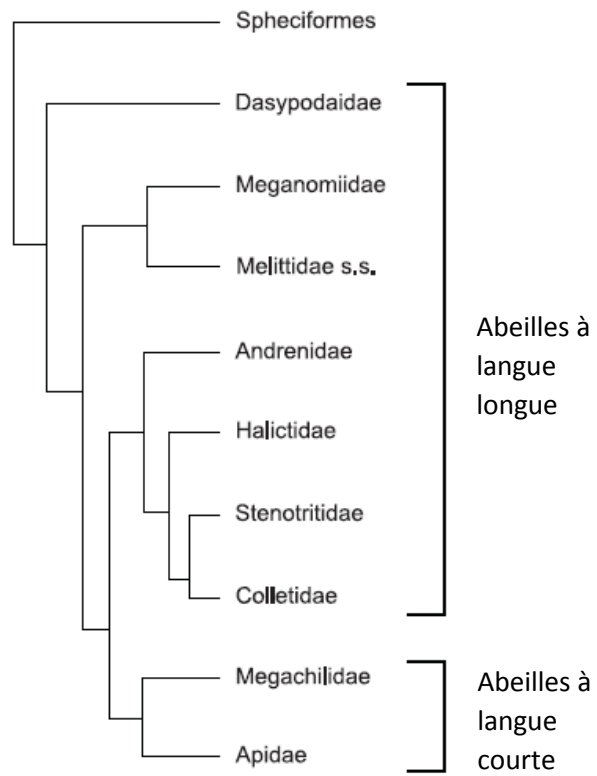 Spheciformes
Dasypodaidae
Meganomiidae
Melittidae s.s.
Andrenidae
Halictidae
Stenotritidae
Colletidae
Abeilles à
langue
longue
Megachilidae
Apidae
Abeilles à
langue
courte